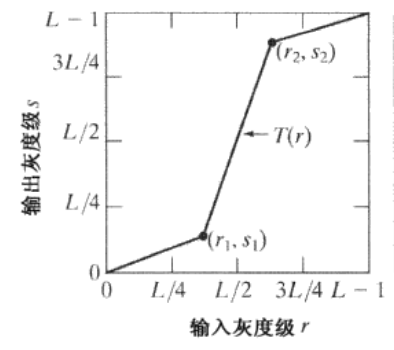 L − 1
3L/4
L/2
L/4
0
输出灰度级 s
(r₂, s₂)
T(r)
(r₁, s₁)
0 L/4 L/2 3L/4 L − 1
输入灰度级 r